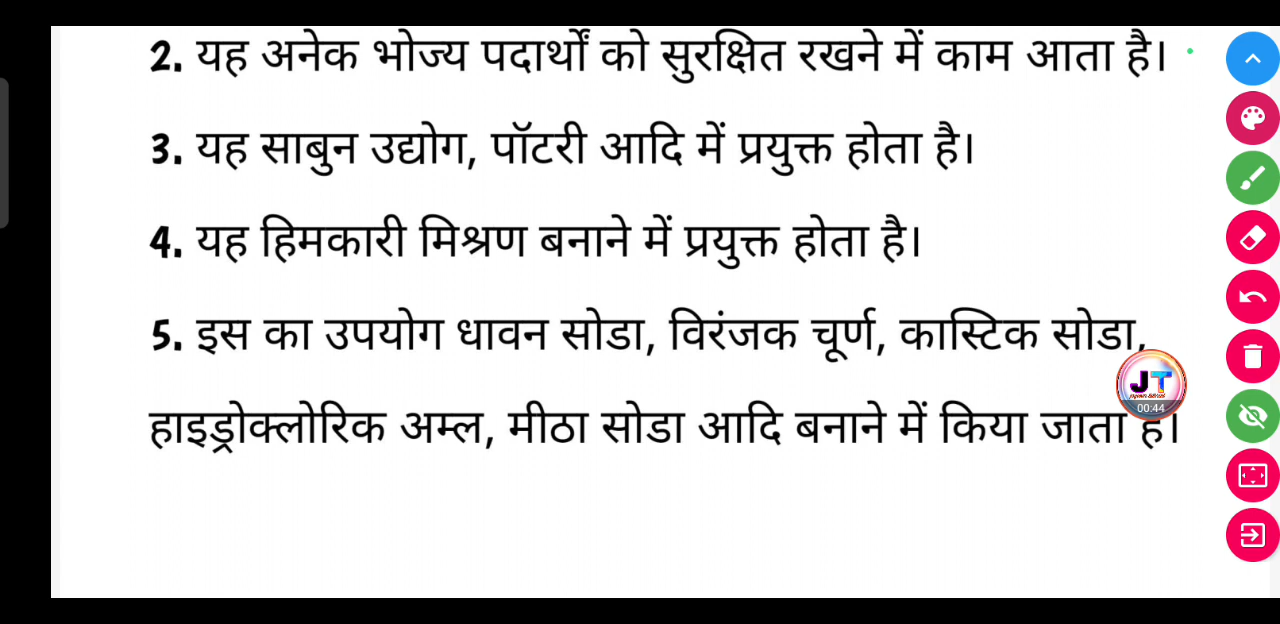 2. यह अनेक भोज्य पदार्थों को सुरक्षित रखने में काम आता है।
3. यह साबुन उद्योग, पॉटरी आदि में प्रयुक्त होता है।
4. यह हिमकारी मिश्रण बनाने में प्रयुक्त होता है।
5. इस का उपयोग धावन सोडा, विरंजक चूर्ण, कास्टिक सोडा,
JT
00:44
हाइड्रोक्लोरिक अम्ल, मीठा सोडा आदि बनाने में किया जाता है।